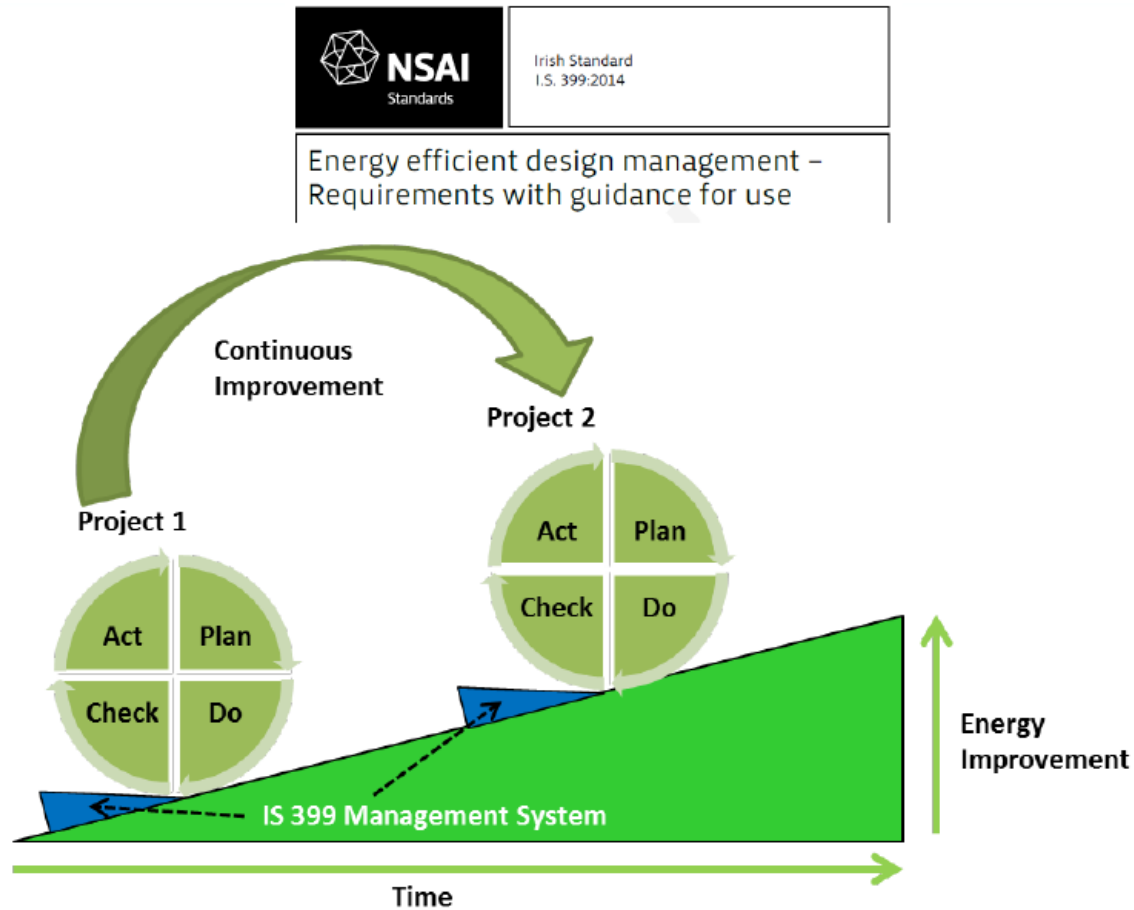 NSAI
Standards
Irish Standard
I.S. 399:2014
Energy efficient design management –
Requirements with guidance for use
Continuous
Improvement
Project 2
Project 1
Act
Plan
Check
Do
Act
Plan
Check
Do
Energy
Improvement
IS 399 Management System
Time